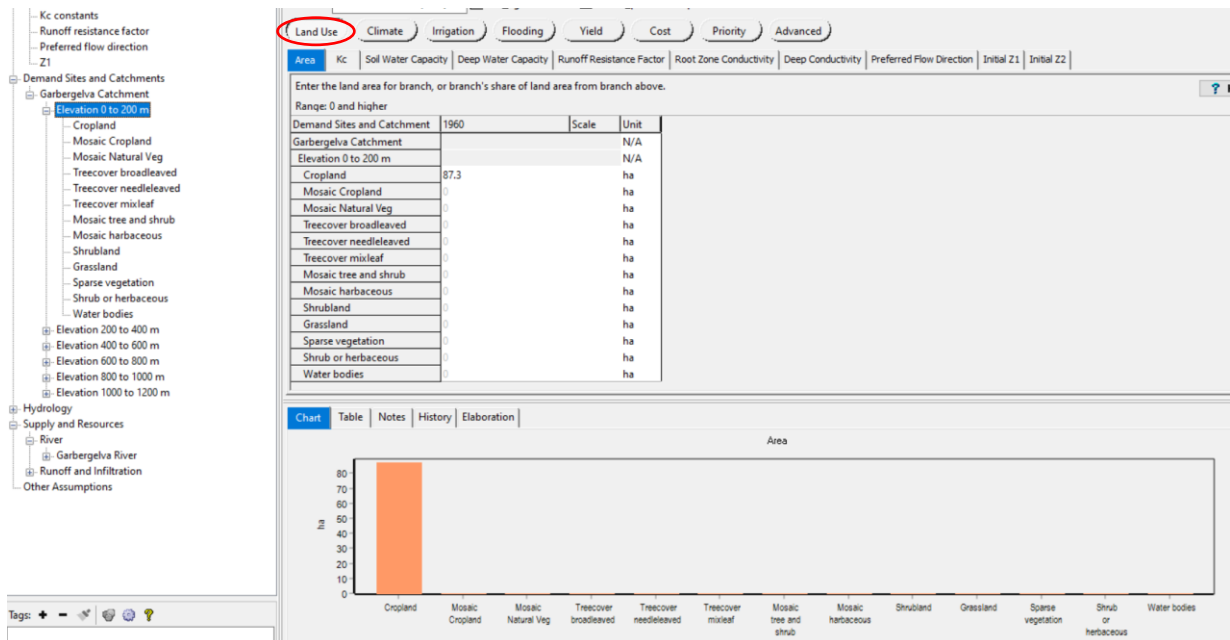 Kc constants
Runoff resistance factor
Preferred flow direction
Z1
Demand Sites and Catchments
Garbergelva Catchment
Elevation 0 to 200 m
Cropland
Mosaic Cropland
Mosaic Natural Veg
Treecover broadleaved
Treecover needleleaved
Treecover mixleaf
Mosaic tree and shrub
Mosaic harbaceous
Shrubland
Grassland
Sparse vegetation
Shrub or herbaceous
Water bodies
Elevation 200 to 400 m
Elevation 400 to 600 m
Elevation 600 to 800 m
Elevation 800 to 1000 m
Elevation 1000 to 1200 m
Hydrology
Supply and Resources
River
Garbergelva River
Runoff and Infiltration
Other Assumptions
Tags:
Land Use Climate Irrigation Flooding Yield Cost Priority Advanced
Area Kc Soil Water Capacity Deep Water Capacity Runoff Resistance Factor Root Zone Conductivity Deep Conductivity Preferred Flow Direction Initial Z1 Initial Z2
Enter the land area for branch, or branch's share of land area from branch above.
Range: 0 and higher
Demand Sites and Catchment 1960 Scale Unit
Garbergelva Catchment N/A
Elevation 0 to 200 m N/A
Cropland 87.3 ha
Mosaic Cropland 0 ha
Mosaic Natural Veg 0 ha
Treecover broadleaved 0 ha
Treecover needleleaved 0 ha
Treecover mixleaf 0 ha
Mosaic tree and shrub 0 ha
Mosaic harbaceous 0 ha
Shrubland 0 ha
Grassland 0 ha
Sparse vegetation 0 ha
Shrub or herbaceous 0 ha
Water bodies 0 ha
Chart Table Notes History Elaboration
Area
ha
80
70
60
50
40
30
20
10
0
Cropland Mosaic Cropland Mosaic Natural Veg Treecover broadleaved Treecover needleleaved Treecover mixleaf Mosaic tree and shrub Mosaic harbaceous Shrubland Grassland Sparse vegetation Shrub or herbaceous Water bodies